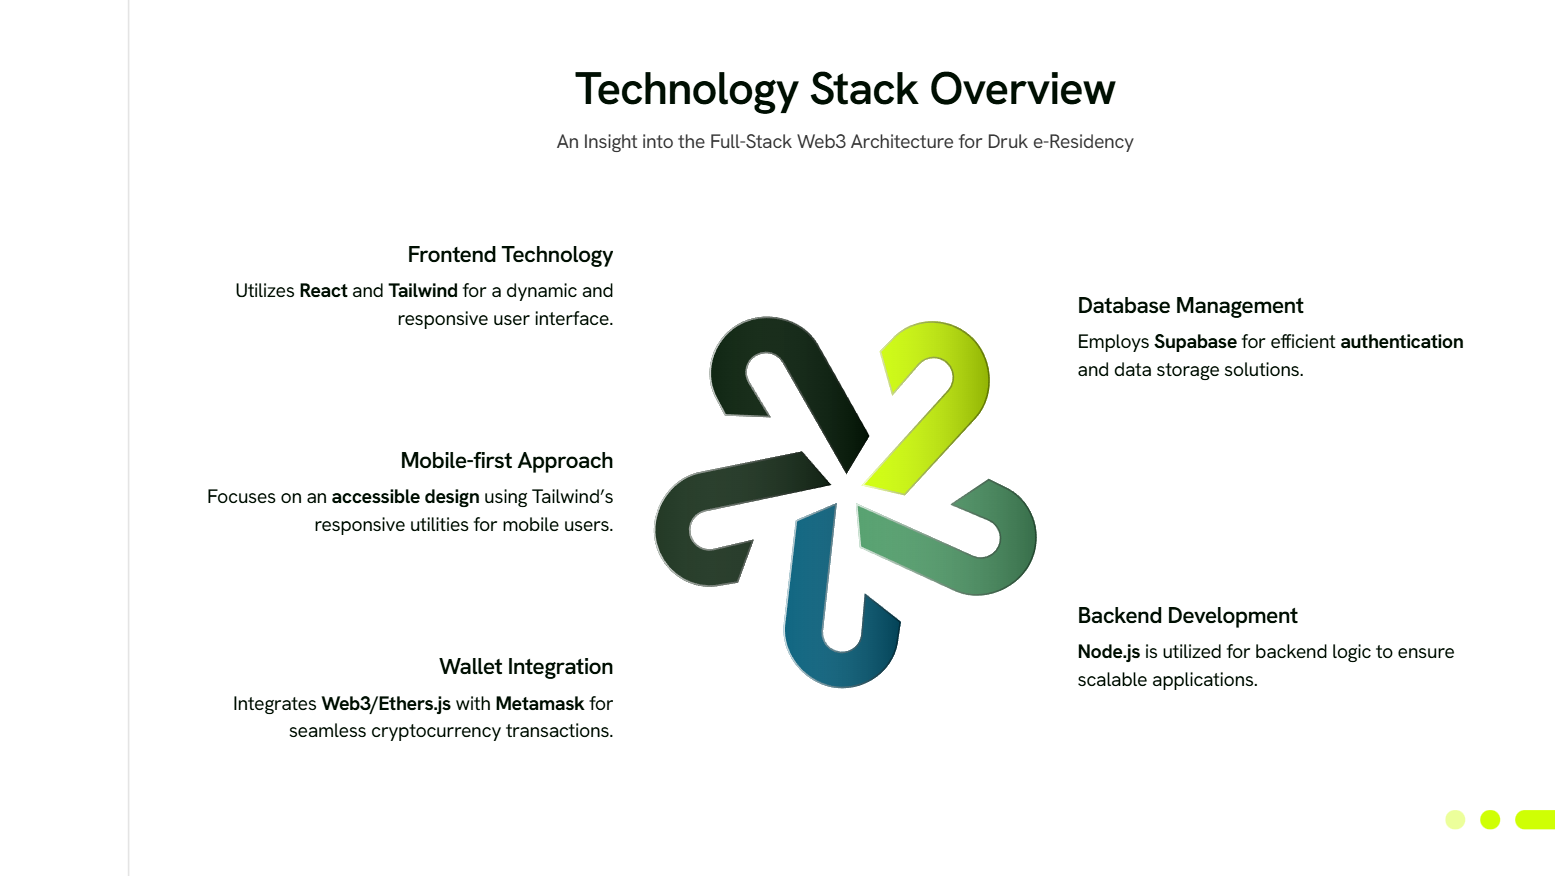 Technology Stack Overview
An Insight into the Full-Stack Web3 Architecture for Druk e-Residency
Frontend Technology
Utilizes React and Tailwind for a dynamic and
responsive user interface.
Mobile-first Approach
Focuses on an accessible design using Tailwind’s
responsive utilities for mobile users.
Wallet Integration
Integrates Web3/Ethers.js with Metamask for
seamless cryptocurrency transactions.
Database Management
Employs Supabase for efficient authentication
and data storage solutions.
Backend Development
Node.js is utilized for backend logic to ensure
scalable applications.